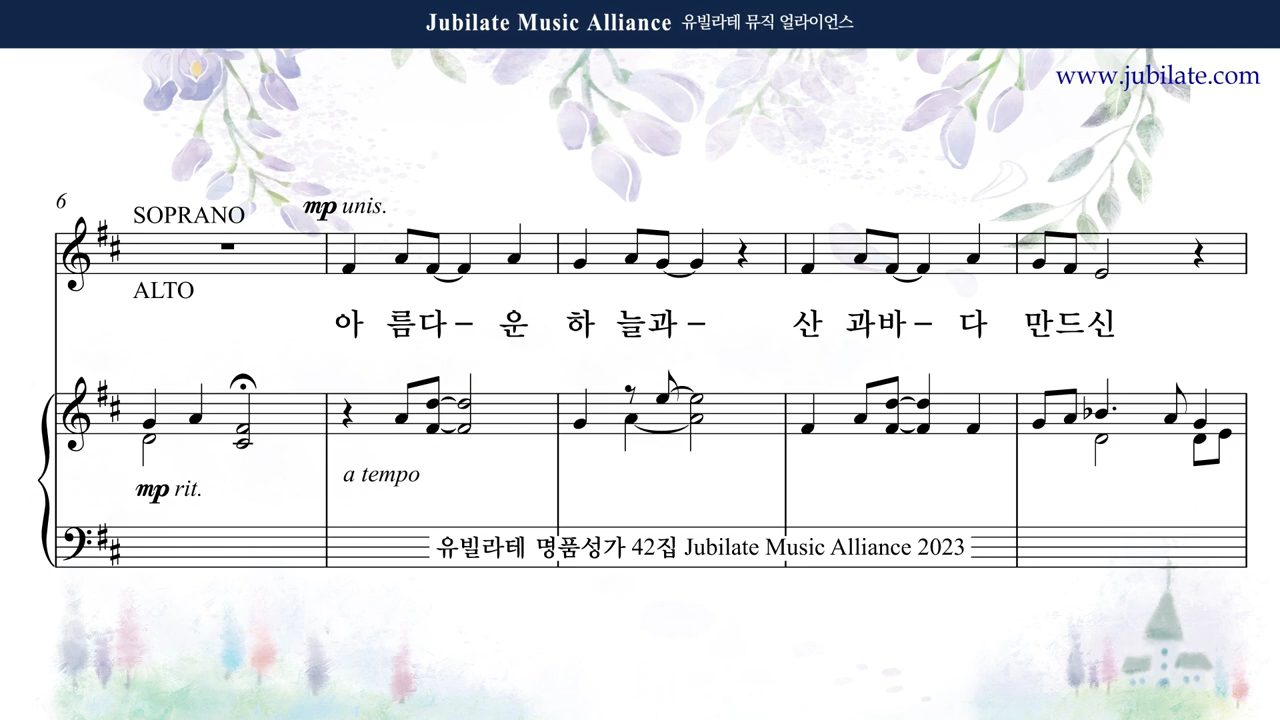 Jubilate Music Alliance 유빌라테 뮤직 얼라이언스
www.jubilate.com
6
SOPRANO
mp unis.
ALTO
아 름다– 운 하 늘과– 산 과바– 다 만드신
a tempo
mp rit.
유빌라테 명품성가 42집 Jubilate Music Alliance 2023